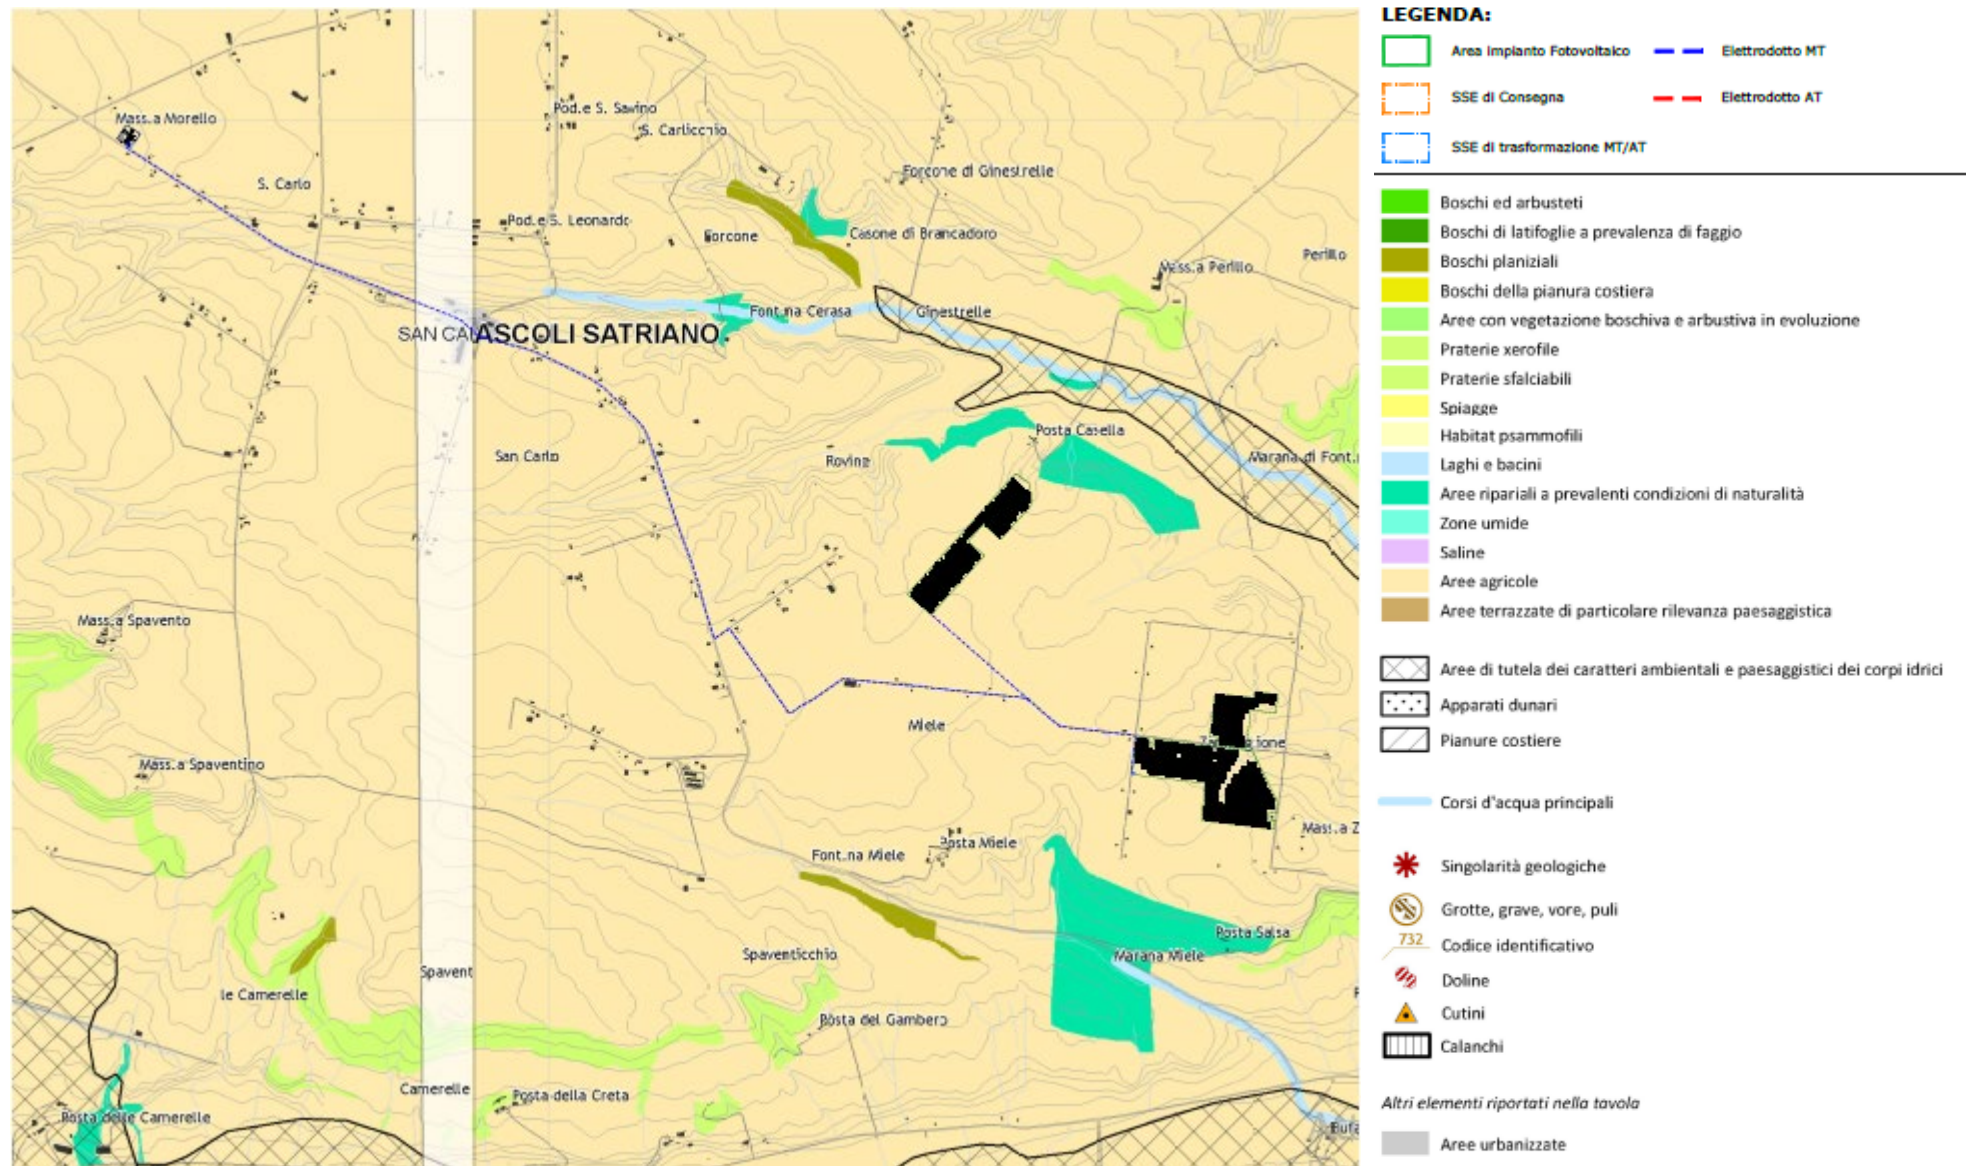 Mass.a Morello
Pod.e S. Savino
S. Carlicchio
S. Carlo
Forcone di Ginestrelle
Pod.e S. Leonardo
Forcone
Casone di Brancadoro
Perillo
Mass.a Perillo
Font.na Cerasa
Ginestrelle
SAN CA
ASCOLI SATRIANO
San Carlo
Rovine
Posta Casella
Marana di Font.
Mass.a Spavento
Miele
Mass.a Spaventino
Mass.a Z
Font.na Miele
Posta Miele
Posta Salsa
Spaventicchio
Marana Miele
Spavent
le Camerelle
Posta del Gambero
Camerelle
Posta della Creta
Posta delle Camerelle
Bufa
LEGENDA:
Area Impianto Fotovoltaico
Elettrodotto MT
SSE di Consegna
Elettrodotto AT
SSE di trasformazione MT/AT
Boschi ed arbusteti
Boschi di latifoglie a prevalenza di faggio
Boschi planiziali
Boschi della pianura costiera
Aree con vegetazione boschiva e arbustiva in evoluzione
Praterie xerofile
Praterie sfalciabili
Spiagge
Habitat psammofili
Laghi e bacini
Aree ripariali a prevalenti condizioni di naturalità
Zone umide
Saline
Aree agricole
Aree terrazzate di particolare rilevanza paesaggistica
Aree di tutela dei caratteri ambientali e paesaggistici dei corpi idrici
Apparati dunari
Pianure costiere
Corsi d'acqua principali
Singolarità geologiche
Grotte, grave, vore, puli
732 Codice identificativo
Doline
Cutini
Calanchi
Altri elementi riportati nella tavola
Aree urbanizzate